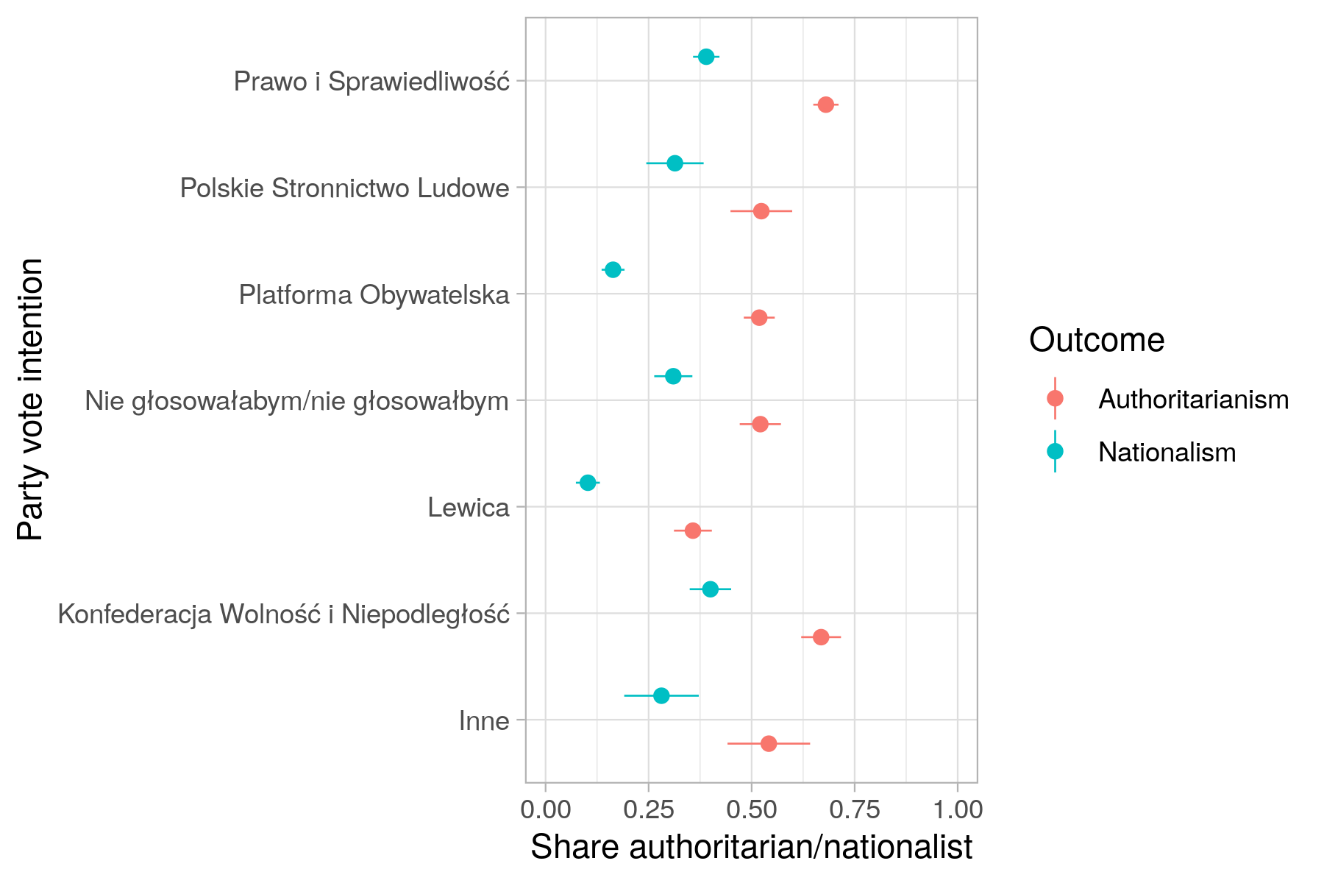 Party vote intention
Prawo i Sprawiedliwość
Polskie Stronnictwo Ludowe
Platforma Obywatelska
Nie głosowałabym/nie głosowałbym
Lewica
Konfederacja Wolność i Niepodległość
Inne
0.00 0.25 0.50 0.75 1.00
Share authoritarian/nationalist
Outcome
Authoritarianism
Nationalism